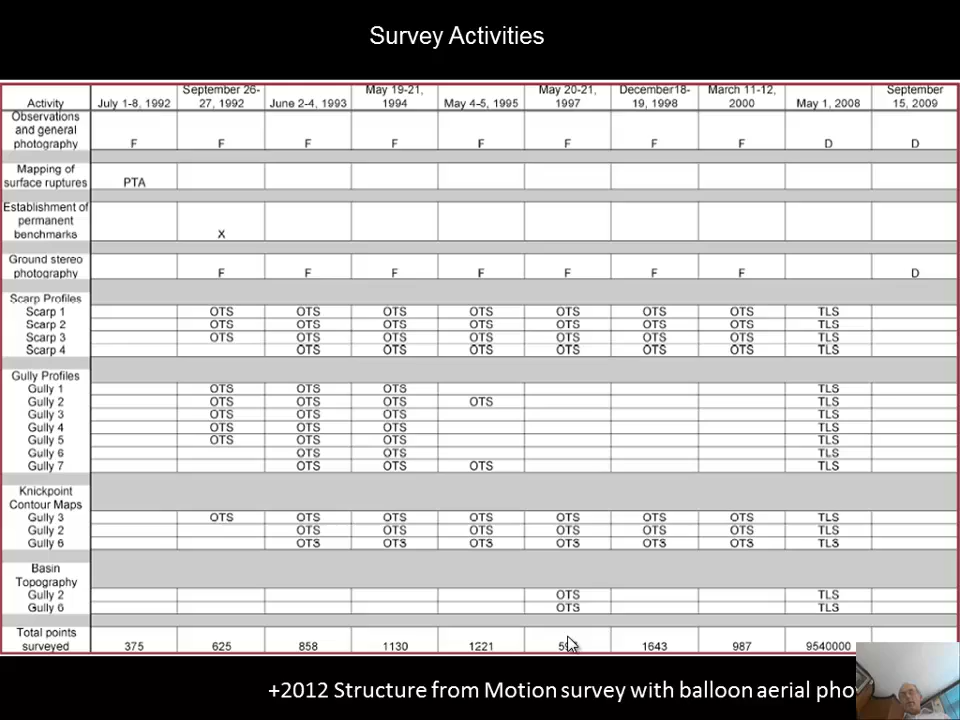 Survey Activities
Activity July 1-8, 1992 September 26-27, 1992 June 2-4, 1993 May 19-21, 1994 May 4-5, 1995 May 20-21, 1997 December18-19, 1998 March 11-12, 2000 May 1, 2008 September 15, 2009
Observations and general photography F F F F F F F F D D
Mapping of surface ruptures PTA
Establishment of permanent benchmarks X
Ground stereo photography F F F F F F F D
Scarp Profiles
Scarp 1 OTS OTS OTS OTS OTS OTS OTS TLS
Scarp 2 OTS OTS OTS OTS OTS OTS OTS TLS
Scarp 3 OTS OTS OTS OTS OTS OTS OTS TLS
Scarp 4 OTS OTS OTS OTS OTS OTS TLS
Gully Profiles
Gully 1 OTS OTS OTS TLS
Gully 2 OTS OTS OTS OTS TLS
Gully 3 OTS OTS OTS TLS
Gully 4 OTS OTS OTS TLS
Gully 5 OTS OTS OTS TLS
Gully 6 OTS OTS TLS
Gully 7 OTS OTS OTS TLS
Knickpoint Contour Maps
Gully 3 OTS OTS OTS OTS OTS OTS OTS TLS
Gully 2 OTS OTS OTS OTS OTS OTS TLS
Gully 6 OTS OTS OTS OTS OTS OTS TLS
Basin Topography
Gully 2 OTS TLS
Gully 6 OTS TLS
Total points surveyed 375 625 858 1130 1221 1643 987 9540000
+2012 Structure from Motion survey with balloon aerial